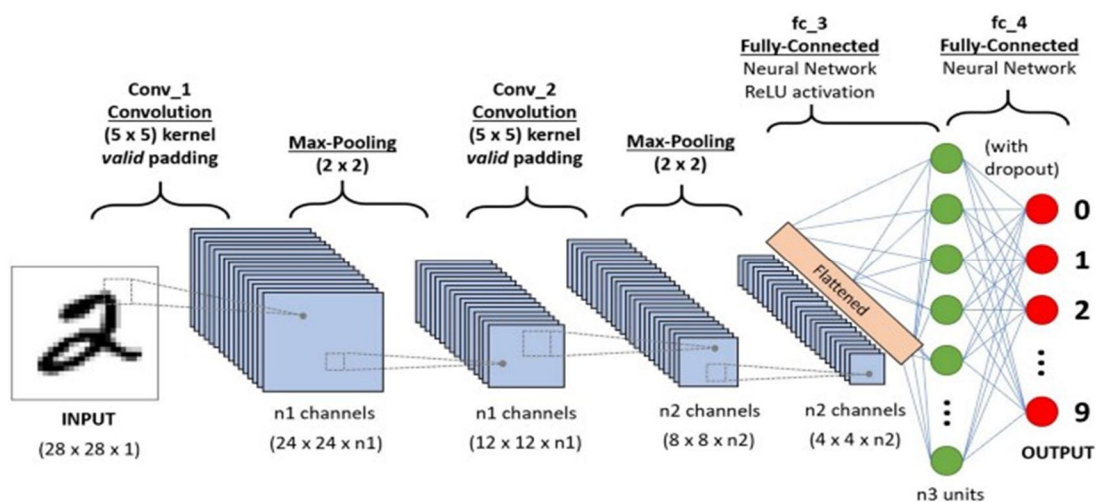 Conv_1
Convolution
(5 x 5) kernel
valid padding
Max-Pooling
(2 x 2)
Conv_2
Convolution
(5 x 5) kernel
valid padding
Max-Pooling
(2 x 2)
fc_3
Fully-Connected
Neural Network
ReLU activation
fc_4
Fully-Connected
Neural Network
(with
dropout)
2
INPUT
(28 x 28 x 1)
n1 channels
(24 x 24 x n1)
n1 channels
(12 x 12 x n1)
n2 channels
(8 x 8 x n2)
n2 channels
(4 x 4 x n2)
Flattened
n3 units
0
1
2
9
OUTPUT